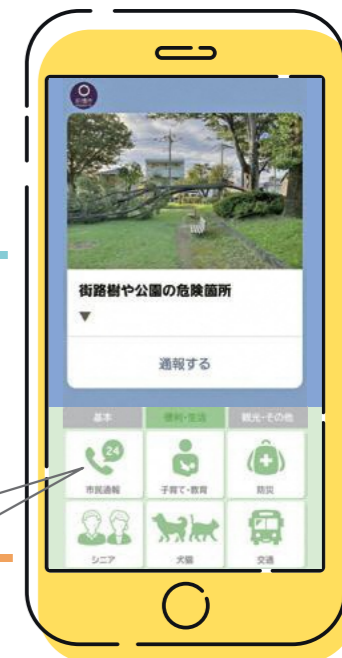 街路樹や公園の危険箇所
▼
通報する
基本 便利・生活 観光・その他
24
市民通報 子育て・教育 防災
シニア 犬猫 交通